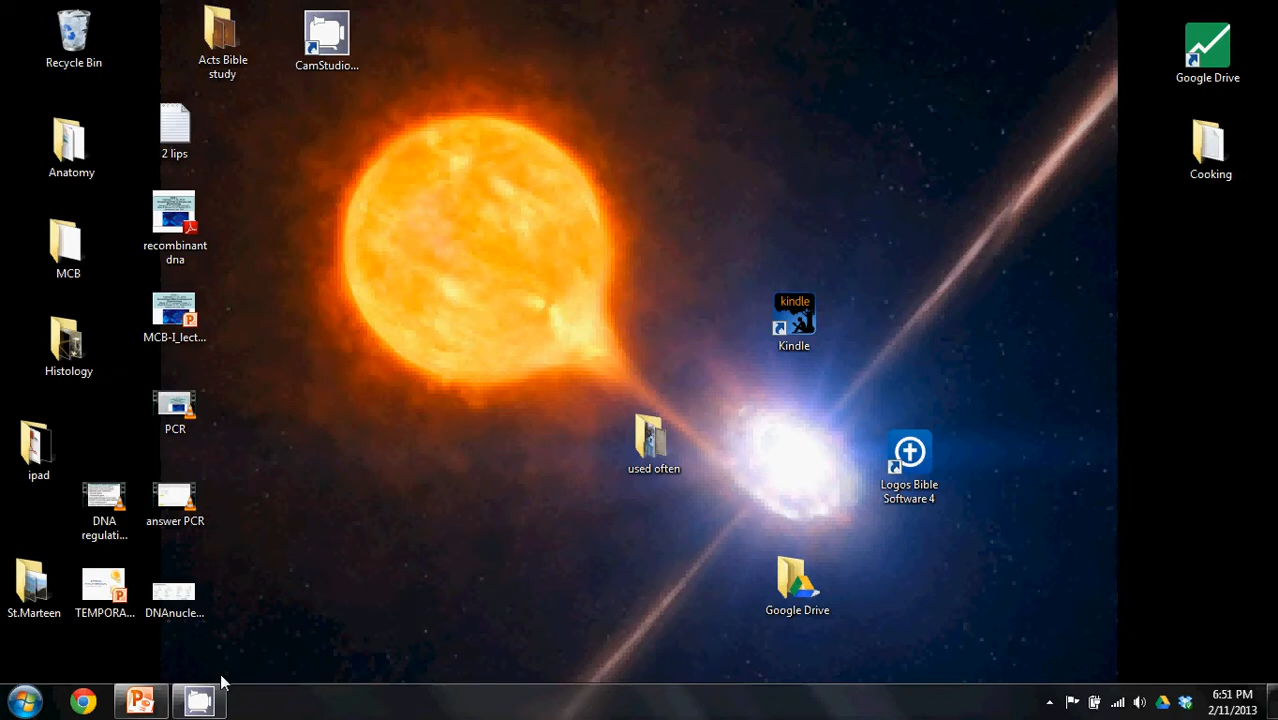 Recycle Bin
Acts Bible
study
CamStudio...
Google Drive
2 lips
Anatomy
Cooking
recombinant
dna
MCB
kindle
Kindle
MCB-I_lect...
Histology
PCR
used often
ipad
Logos Bible
Software 4
DNA
regulati...
answer PCR
St.Marteen
TEMPORA...
DNAnucle...
Google Drive
6:51 PM
2/11/2013